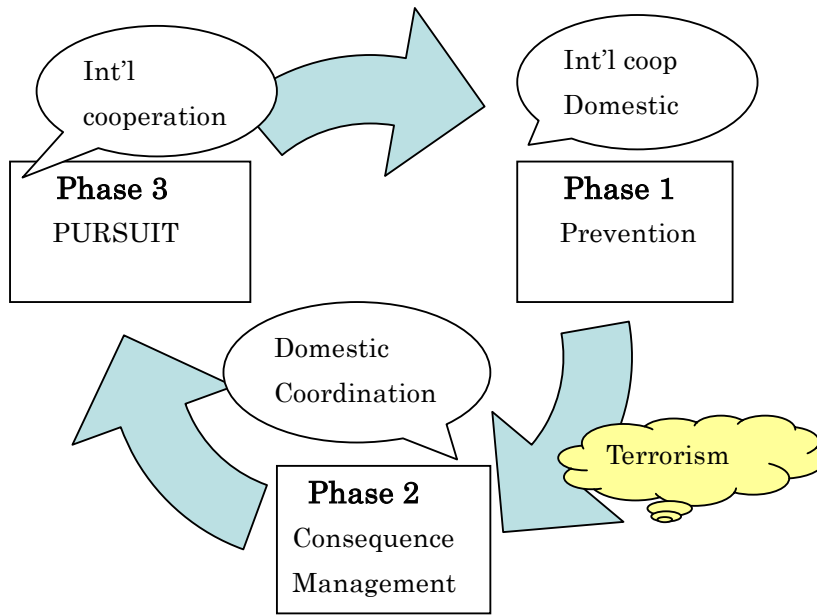 Int'l
cooperation
Phase 3
PURSUIT
Int'l coop
Domestic
Phase 1
Prevention
Domestic
Coordination
Phase 2
Consequence
Management
Terrorism